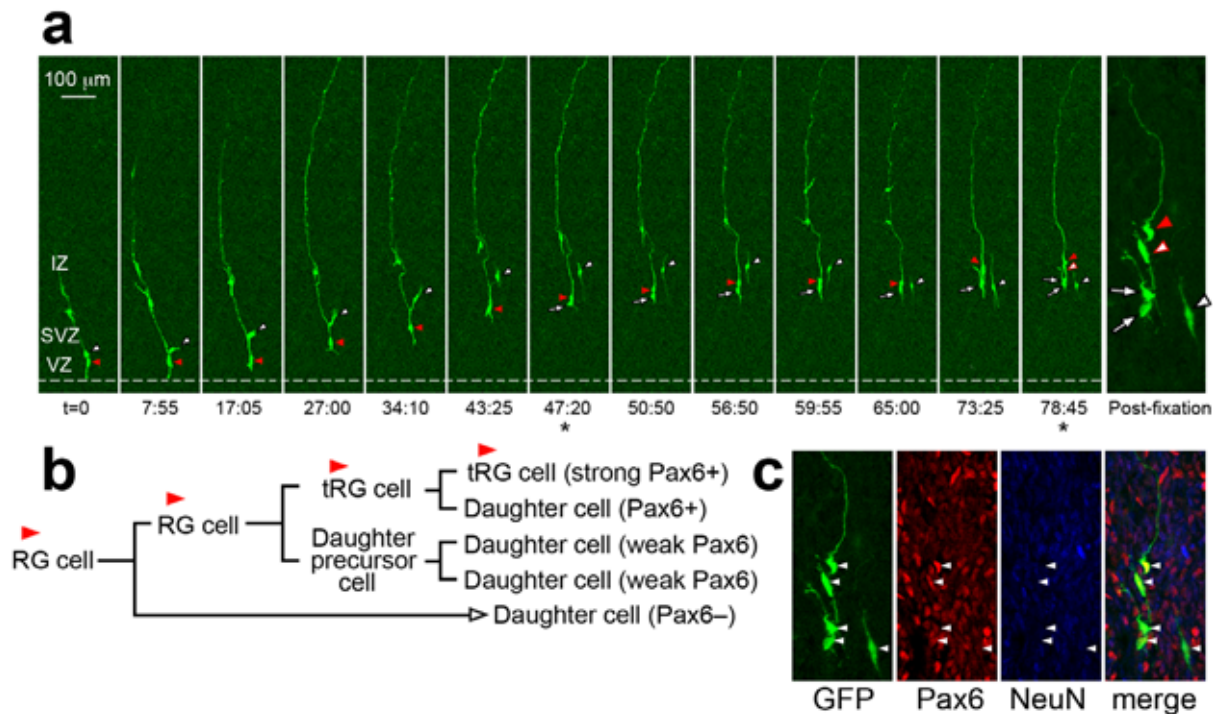 a
100 μm
IZ
SVZ
VZ
t=0 7:55 17:05 27:00 34:10 43:25 47:20 50:50 56:50 59:55 65:00 73:25 78:45 Post-fixation
* *
b
RG cell
RG cell
tRG cell
Daughter
precursor
cell
tRG cell (strong Pax6+)
Daughter cell (Pax6+)
Daughter cell (weak Pax6)
Daughter cell (weak Pax6)
Daughter cell (Pax6–)
c
GFP Pax6 NeuN merge